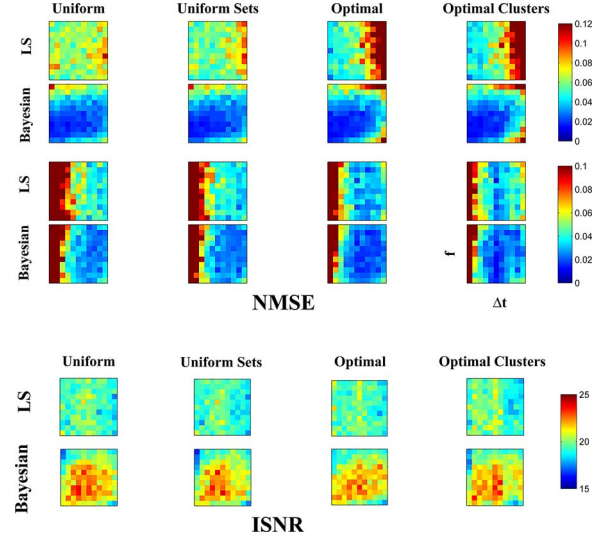 Uniform Uniform Sets Optimal Optimal Clusters
LS
0.12
0.1
0.08
0.06
0.04
0.02
0
Bayesian
LS
0.1
0.08
0.06
0.04
0.02
0
Bayesian
f
Δt
NMSE
Uniform Uniform Sets Optimal Optimal Clusters
LS
25
20
15
Bayesian
ISNR